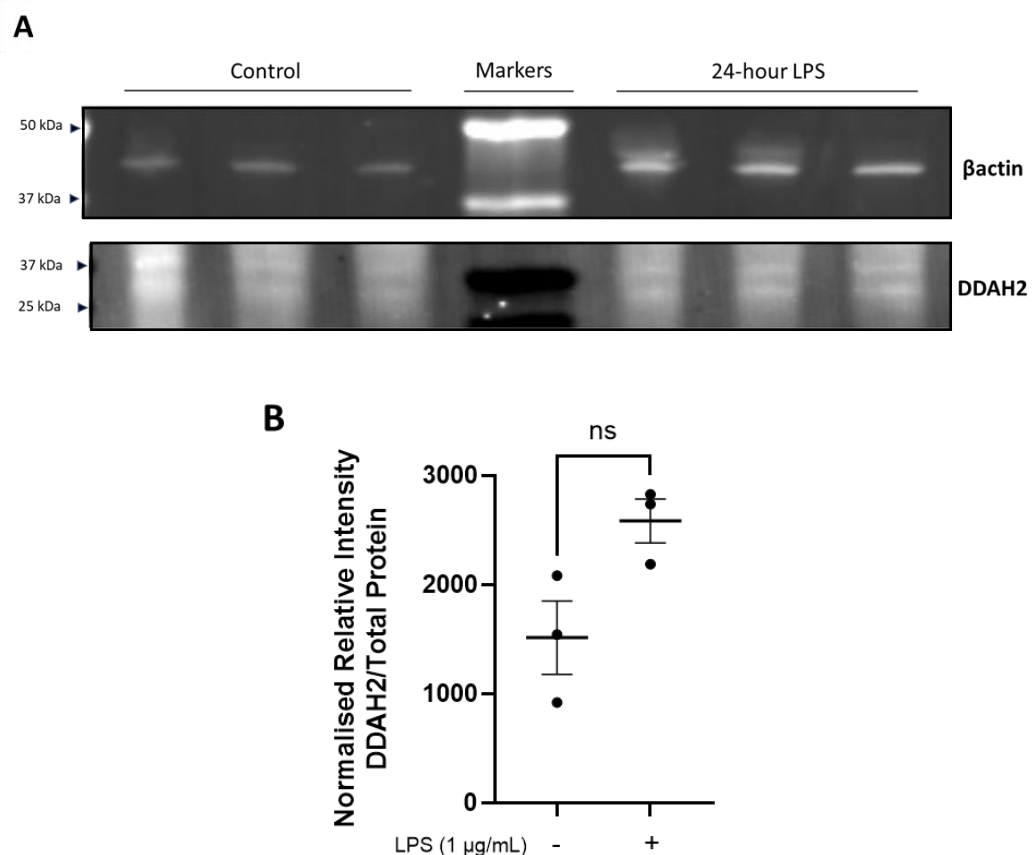 A
Control
Markers
24-hour LPS
50 kDa
βactin
37 kDa
37 kDa
DDAH2
25 kDa
B
ns
Normalised Relative Intensity
DDAH2/Total Protein
3000
2000
1000
0
LPS (1 µg/mL) - +